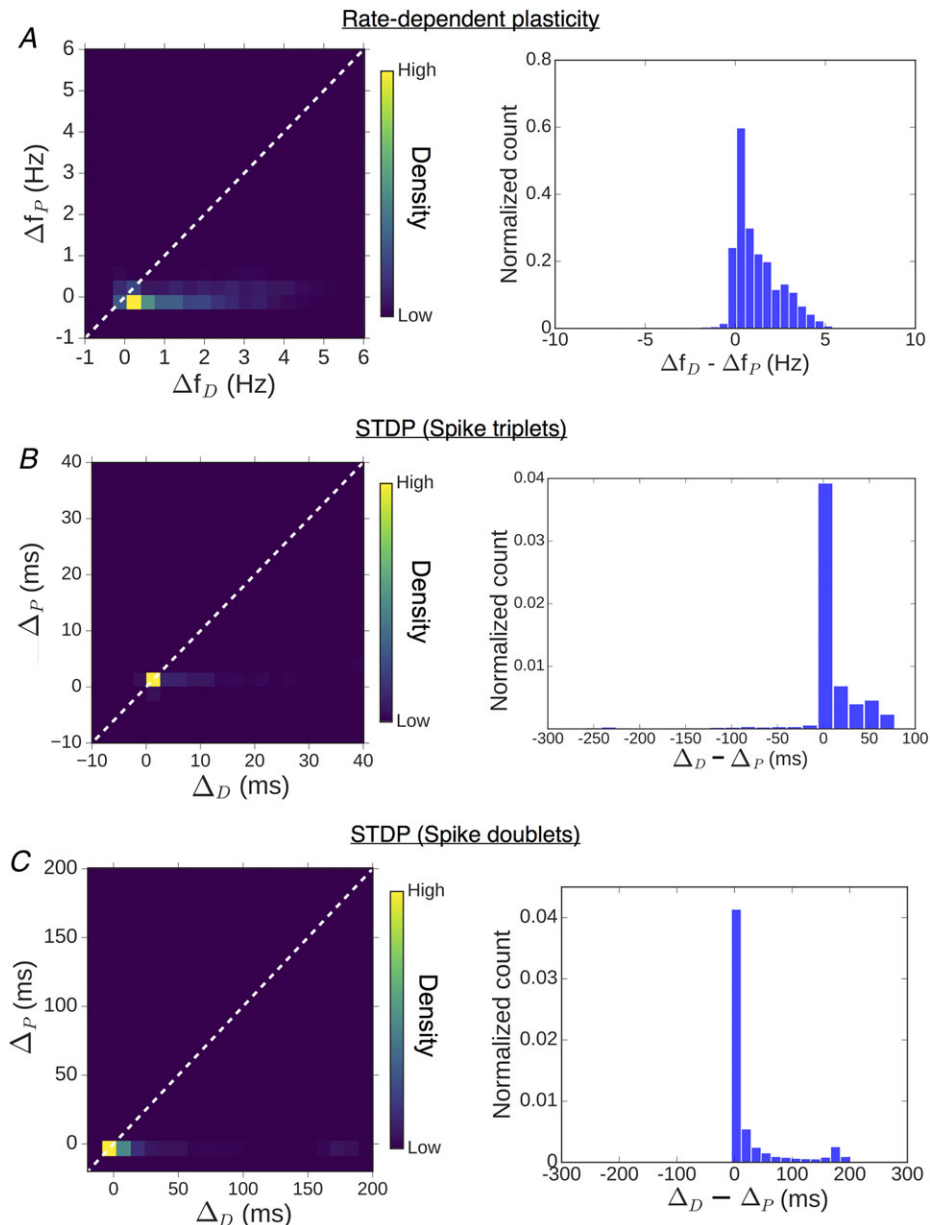 Rate-dependent plasticity
A
6
5
4
3
2
1
0
-1
Δf_P (Hz)
-1 0 1 2 3 4 5 6
Δf_D (Hz)
High
Density
Low
0.8
0.6
0.4
0.2
0
Normalized count
-10 -5 0 5 10
Δf_D - Δf_P (Hz)
STDP (Spike triplets)
B
40
30
20
10
0
−10
Δ_P (ms)
−10 0 10 20 30 40
Δ_D (ms)
High
Density
Low
0.04
0.03
0.02
0.01
Normalized count
-300 -250 -200 -150 -100 -50 0 50 100
Δ_D − Δ_P (ms)
STDP (Spike doublets)
C
200
150
100
50
0
Δ_P (ms)
0 50 100 150 200
Δ_D (ms)
High
Density
Low
0.04
0.03
0.02
0.01
0
Normalized count
-300 -200 -100 0 100 200 300
Δ_D − Δ_P (ms)